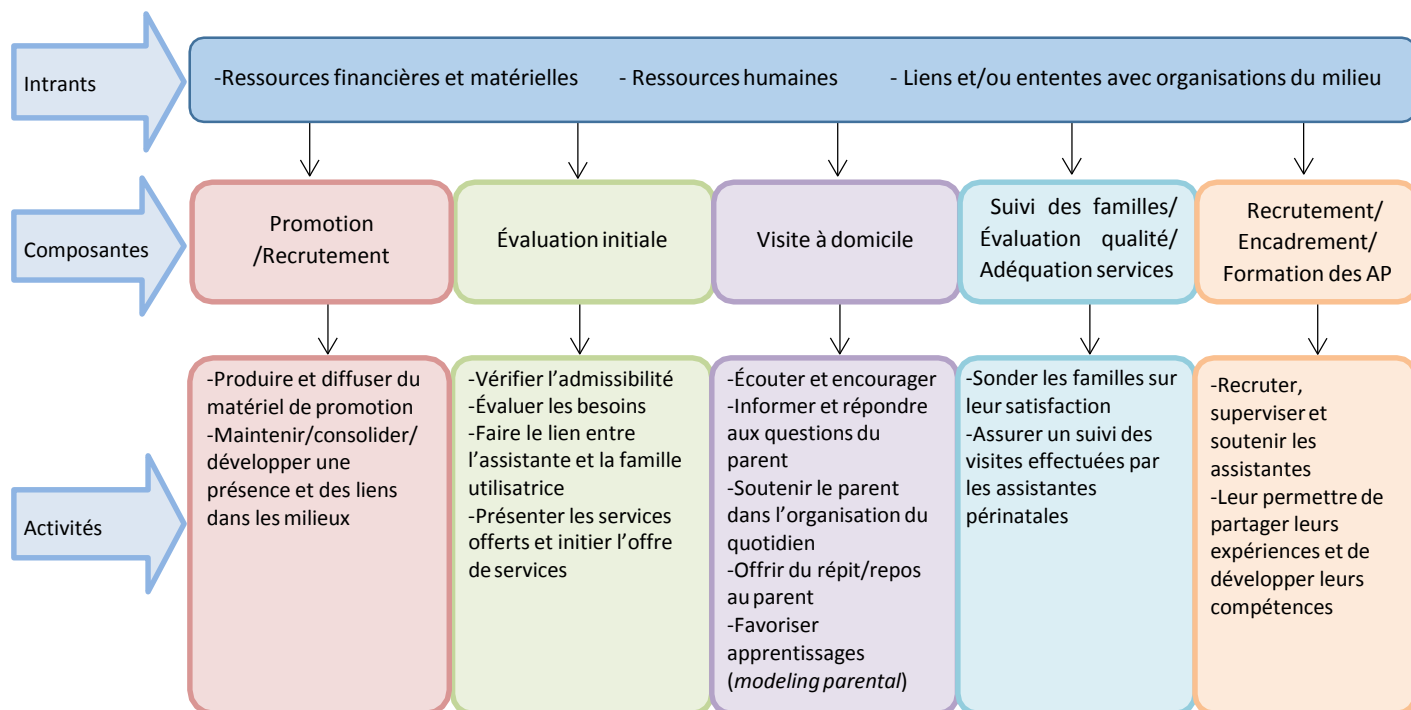 Intrants
-Ressources financières et matérielles - Ressources humaines - Liens et/ou ententes avec organisations du milieu
Composantes
Promotion
/Recrutement
Évaluation initiale
Visite à domicile
Suivi des familles/
Évaluation qualité/
Adéquation services
Recrutement/
Encadrement/
Formation des AP
Activités
-Produire et diffuser du
matériel de promotion
-Maintenir/consolider/
développer une
présence et des liens
dans les milieux
-Vérifier l’admissibilité
-Évaluer les besoins
-Faire le lien entre
l’assistante et la famille
utilisatrice
-Présenter les services
offerts et initier l’offre
de services
-Écouter et encourager
-Informer et répondre
aux questions du
parent
-Soutenir le parent
dans l’organisation du
quotidien
-Offrir du répit/repos
au parent
-Favoriser
apprentissages
(modeling parental)
-Sonder les familles sur
leur satisfaction
-Assurer un suivi des
visites effectuées par
les assistantes
périnatales
-Recruter,
superviser et
soutenir les
assistantes
-Leur permettre de
partager leurs
expériences et de
développer leurs
compétences